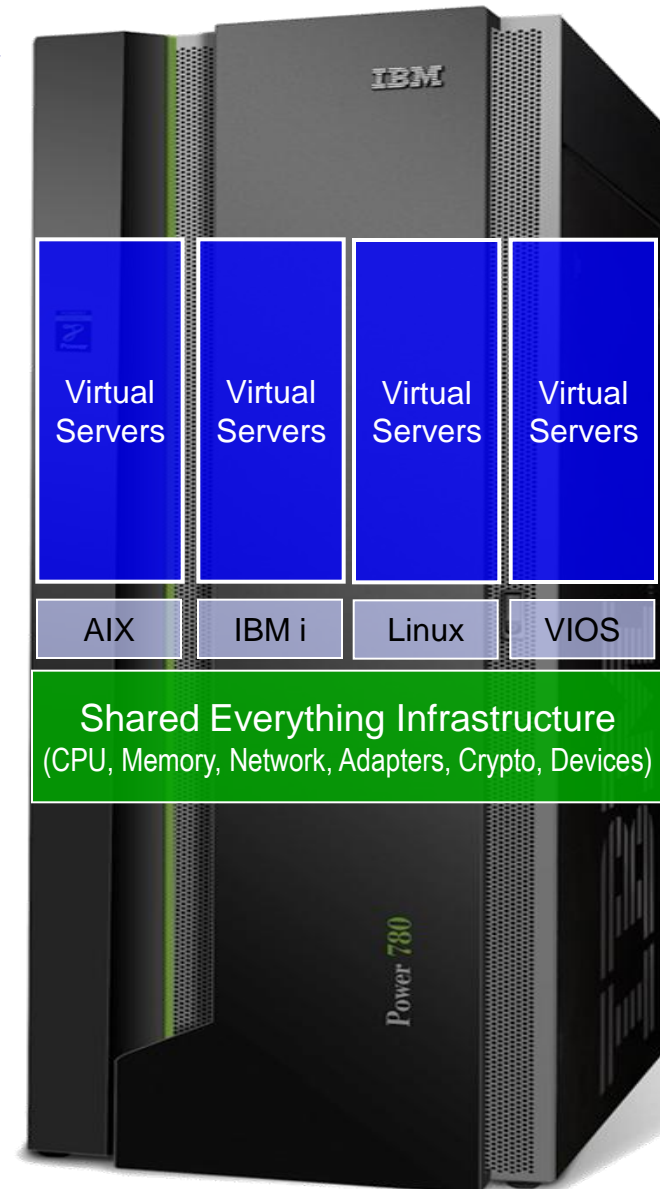 IBM
Virtual
Servers
Virtual
Servers
Virtual
Servers
Virtual
Servers
AIX
IBM i
Linux
VIOS
Shared Everything Infrastructure
(CPU, Memory, Network, Adapters, Crypto, Devices)
Power 780